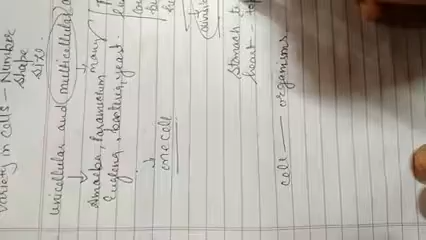 variety in cells – Number
shape
size.
unicellular and multicellular
many
Amoeba, Paramecium
Euglena, bacteria, yeast.
one cell
division
Stomach
heart –
cell —— organisms